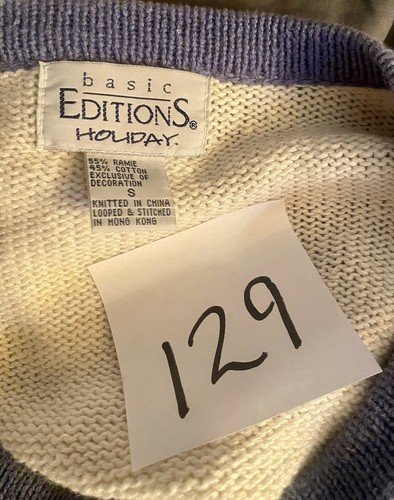 basic
EDITIONS®
HOLIDAY.
55% RAMIE
45% COTTON
EXCLUSIVE OF
DECORATION
S
KNITTED IN CHINA
LOOPED & STITCHED
IN HONG KONG
129